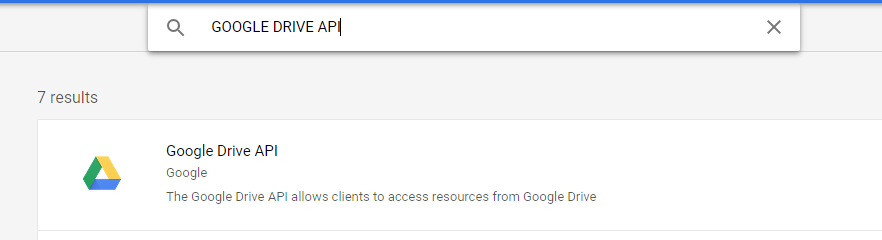 GOOGLE DRIVE API
7 results
Google Drive API
Google
The Google Drive API allows clients to access resources from Google Drive